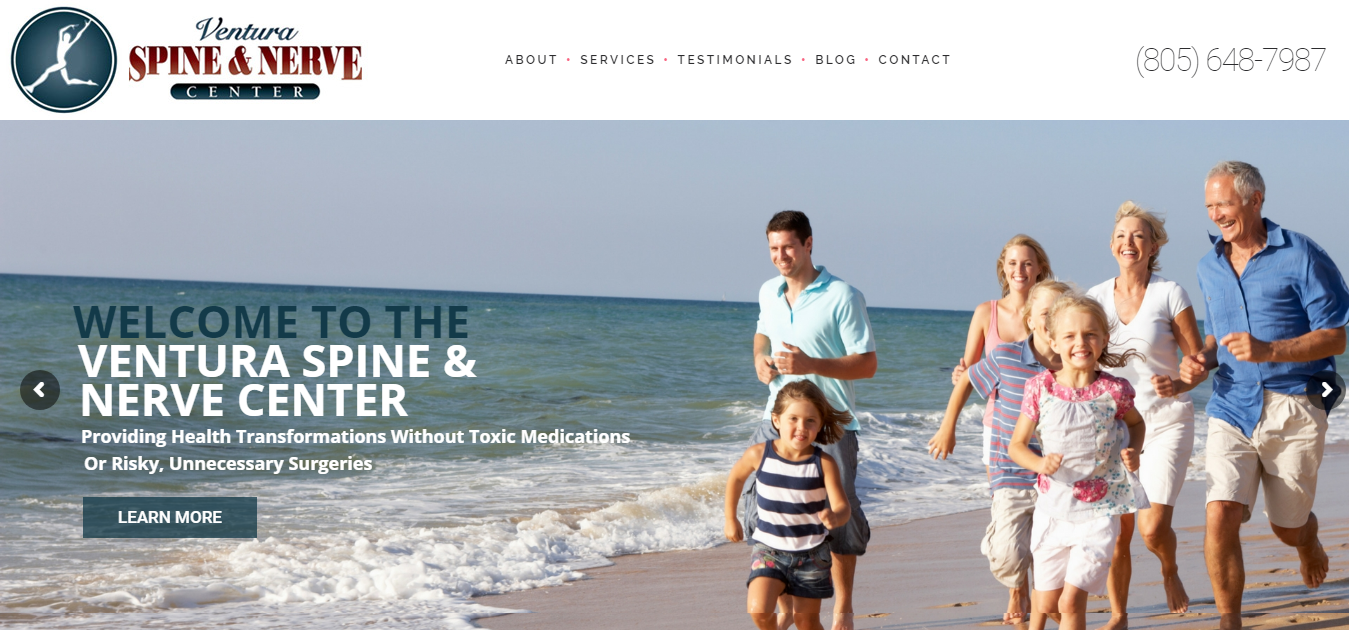 Ventura
SPINE & NERVE
CENTER
ABOUT • SERVICES • TESTIMONIALS • BLOG • CONTACT
(805) 648-7987
WELCOME TO THE
VENTURA SPINE &
NERVE CENTER
Providing Health Transformations Without Toxic Medications
Or Risky, Unnecessary Surgeries
LEARN MORE